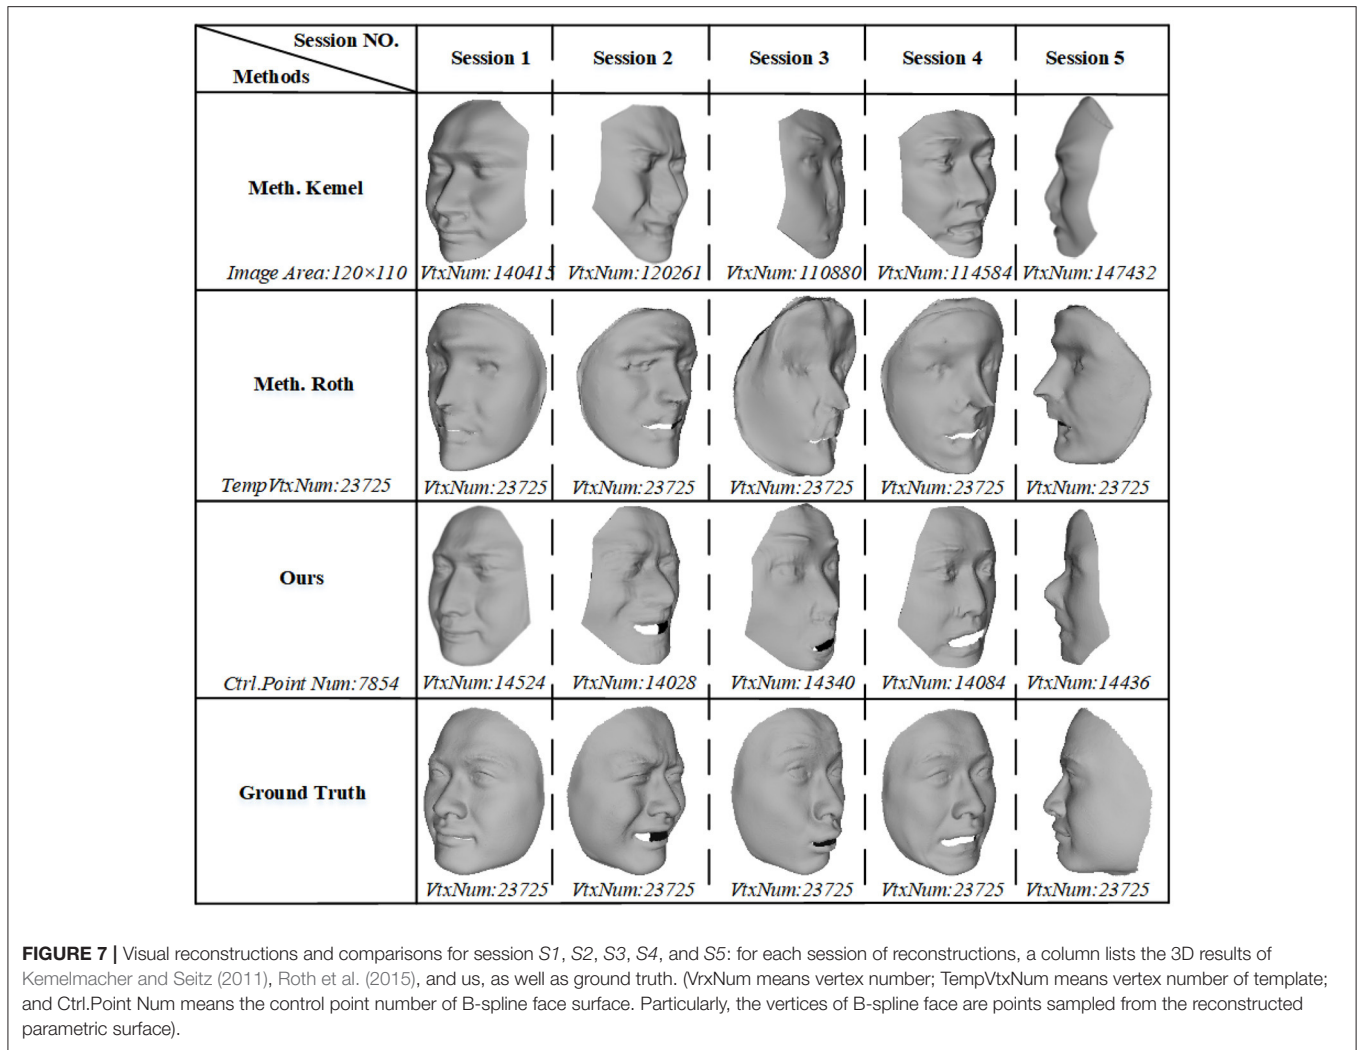 Session NO.
Methods
Session 1
Session 2
Session 3
Session 4
Session 5
Meth. Kemel
Image Area:120×110
VtxNum:140415
VtxNum:120261
VtxNum:110880
VtxNum:114584
VtxNum:147432
Meth. Roth
TempVtxNum:23725
VtxNum:23725
VtxNum:23725
VtxNum:23725
VtxNum:23725
VtxNum:23725
Ours
Ctrl.Point Num:7854
VtxNum:14524
VtxNum:14028
VtxNum:14340
VtxNum:14084
VtxNum:14436
Ground Truth
VtxNum:23725
VtxNum:23725
VtxNum:23725
VtxNum:23725
VtxNum:23725
FIGURE 7 | Visual reconstructions and comparisons for session S1, S2, S3, S4, and S5: for each session of reconstructions, a column lists the 3D results of
Kemelmacher and Seitz (2011), Roth et al. (2015), and us, as well as ground truth. (VrxNum means vertex number; TempVtxNum means vertex number of template;
and Ctrl.Point Num means the control point number of B-spline face surface. Particularly, the vertices of B-spline face are points sampled from the reconstructed
parametric surface).